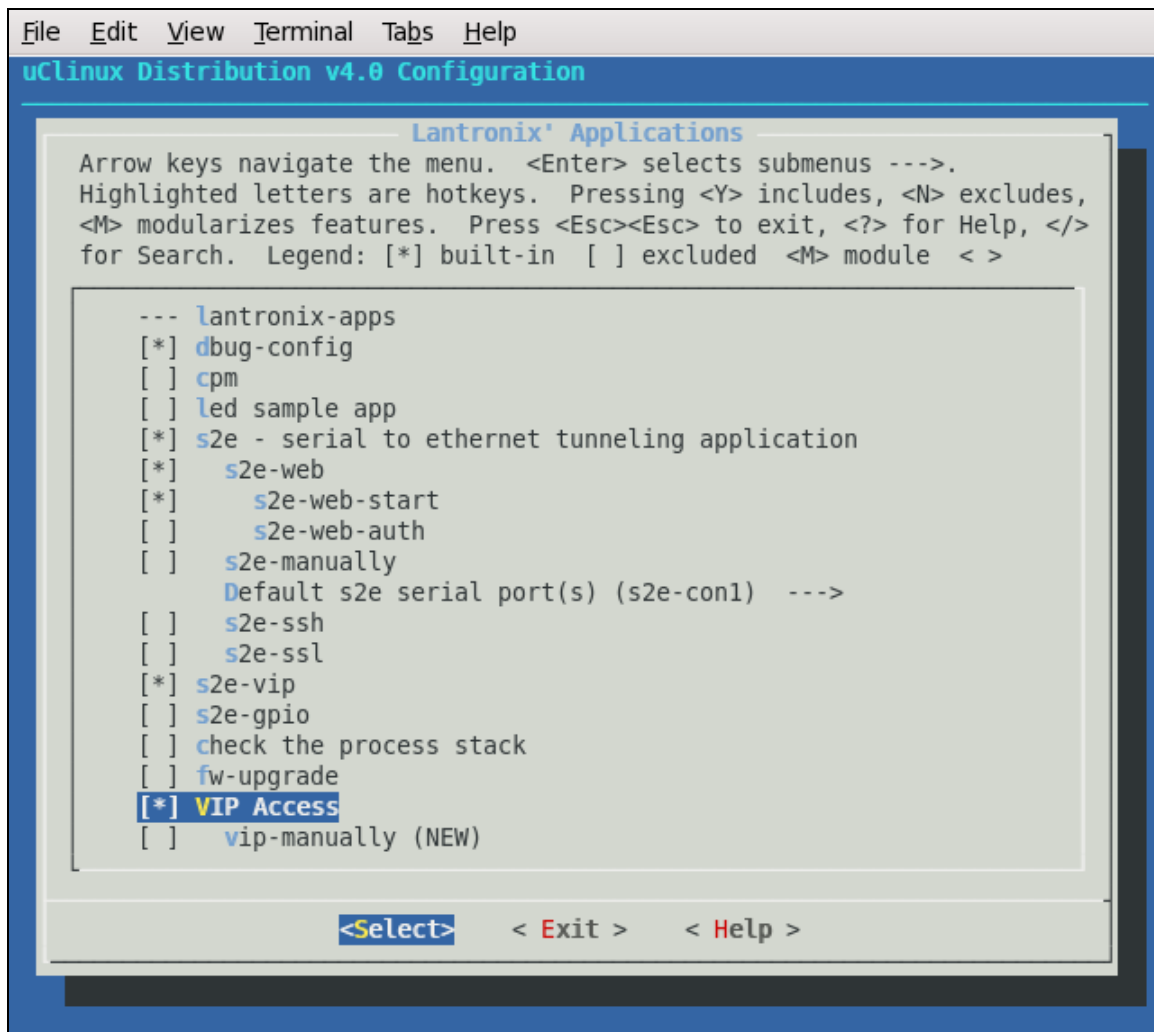 File Edit View Terminal Tabs Help
uClinux Distribution v4.0 Configuration
Lantronix' Applications
Arrow keys navigate the menu. <Enter> selects submenus --->.
Highlighted letters are hotkeys. Pressing <Y> includes, <N> excludes,
<M> modularizes features. Press <Esc><Esc> to exit, <?> for Help, </>
for Search. Legend: [*] built-in [ ] excluded <M> module < >
--- lantronix-apps
[*] dbug-config
[ ] cpm
[ ] led sample app
[*] s2e - serial to ethernet tunneling application
[*] s2e-web
[*] s2e-web-start
[ ] s2e-web-auth
[ ] s2e-manually
Default s2e serial port(s) (s2e-con1) --->
[ ] s2e-ssh
[ ] s2e-ssl
[*] s2e-vip
[ ] s2e-gpio
[ ] check the process stack
[ ] fw-upgrade
[*] VIP Access
[ ] vip-manually (NEW)
<Select> < Exit > < Help >